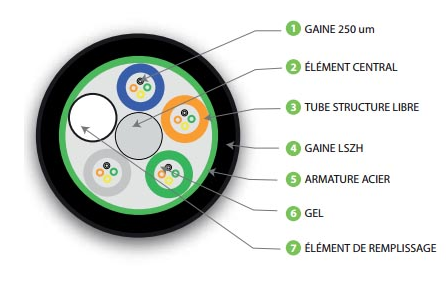 1 GAINE 250 um
2 ÉLÉMENT CENTRAL
3 TUBE STRUCTURE LIBRE
4 GAINE LSZH
5 ARMATURE ACIER
6 GEL
7 ÉLÉMENT DE REMPLISSAGE